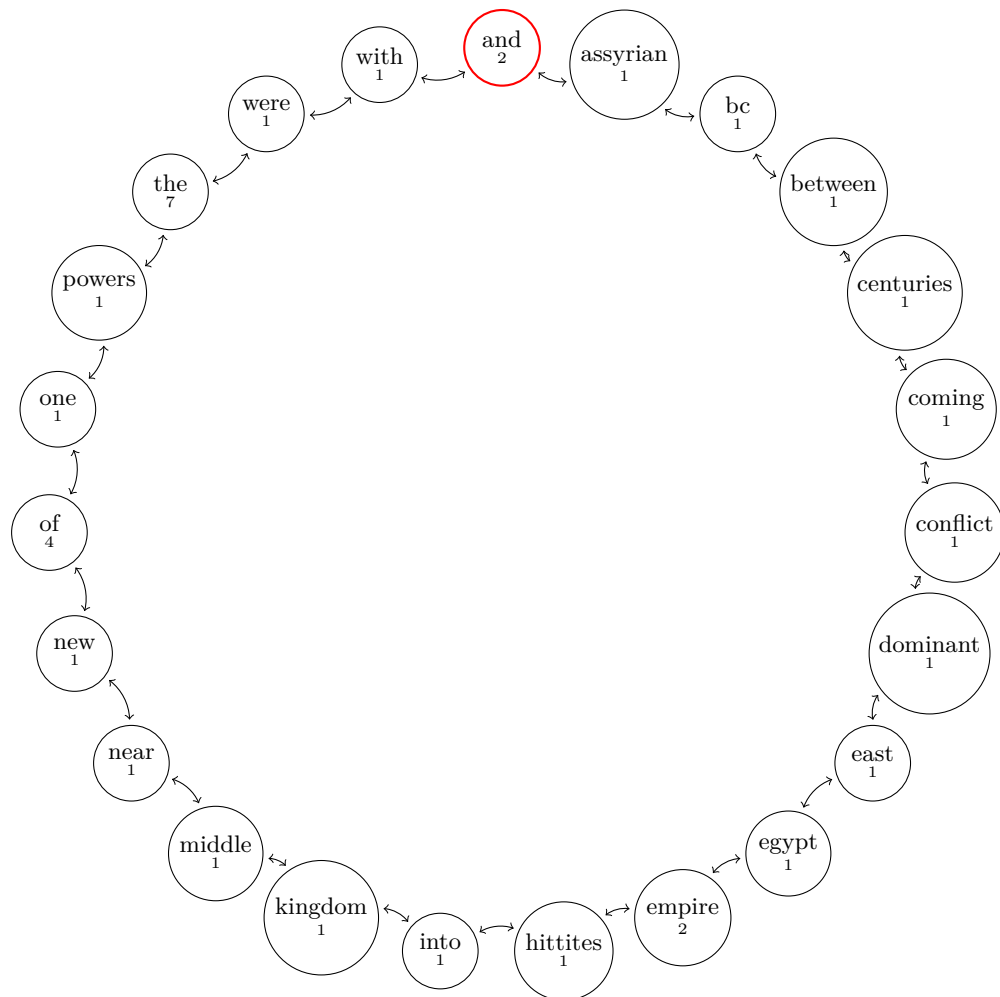 and
2
assyrian
1
bc
1
between
1
centuries
1
coming
1
conflict
1
dominant
1
east
1
egypt
1
empire
2
hittites
1
into
1
kingdom
1
middle
1
near
1
new
1
of
4
one
1
powers
1
the
7
were
1
with
1